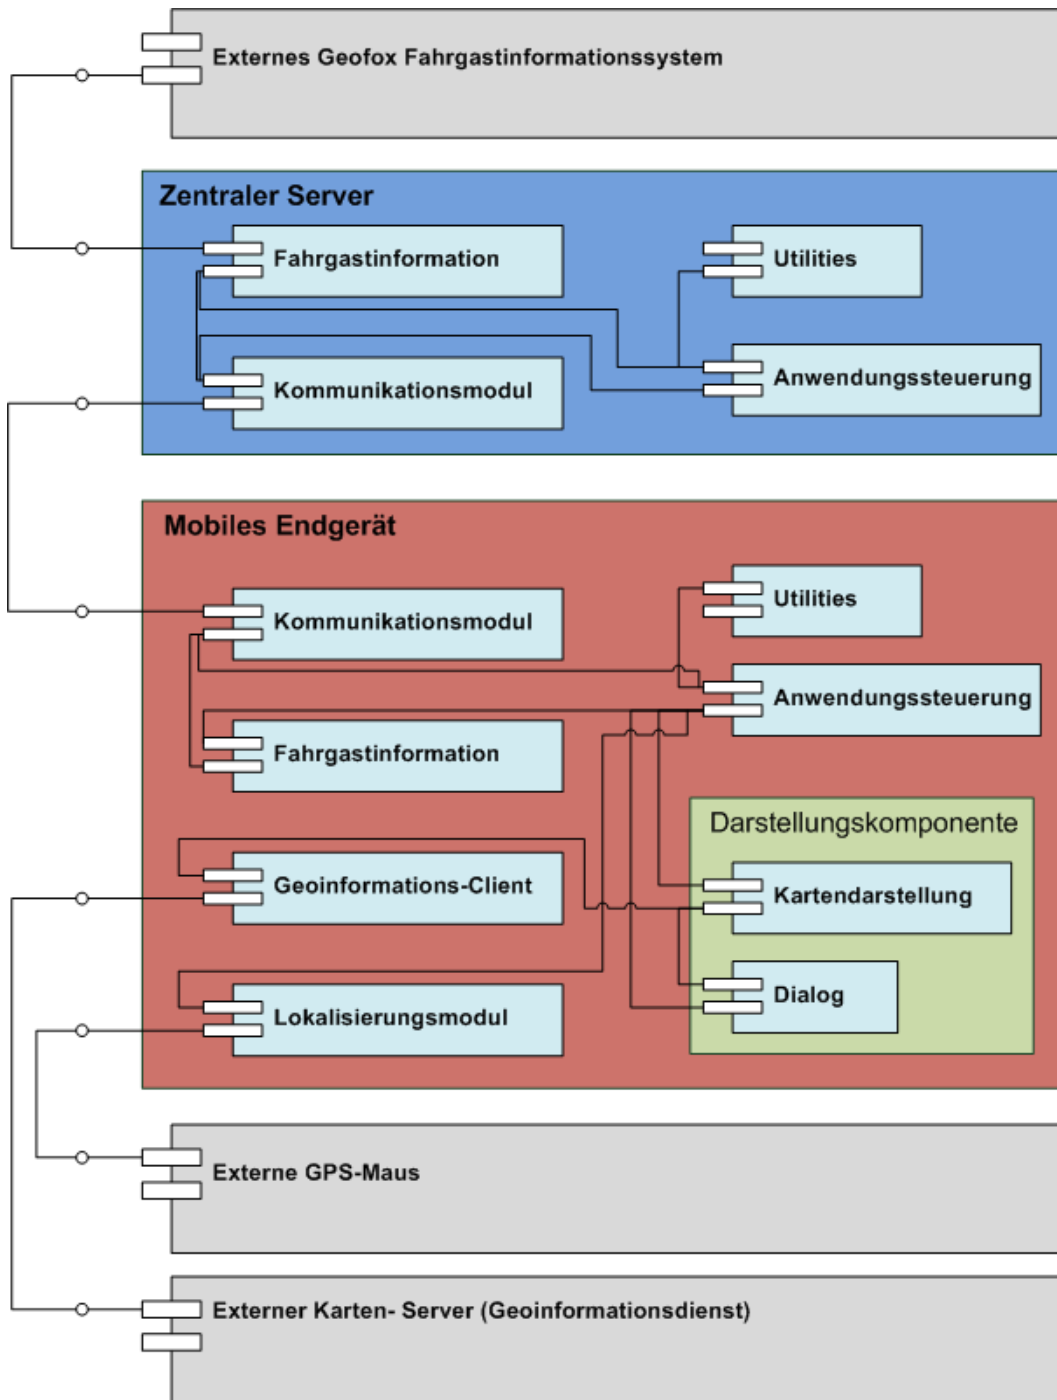 Externes Geofox Fahrgastinformationssystem
Zentraler Server
Fahrgastinformation
Utilities
Kommunikationsmodul
Anwendungssteuerung
Mobiles Endgerät
Kommunikationsmodul
Utilities
Anwendungssteuerung
Fahrgastinformation
Darstellungskomponente
Geoinformations-Client
Kartendarstellung
Lokalisierungsmodul
Dialog
Externe GPS-Maus
Externer Karten- Server (Geoinformationsdienst)